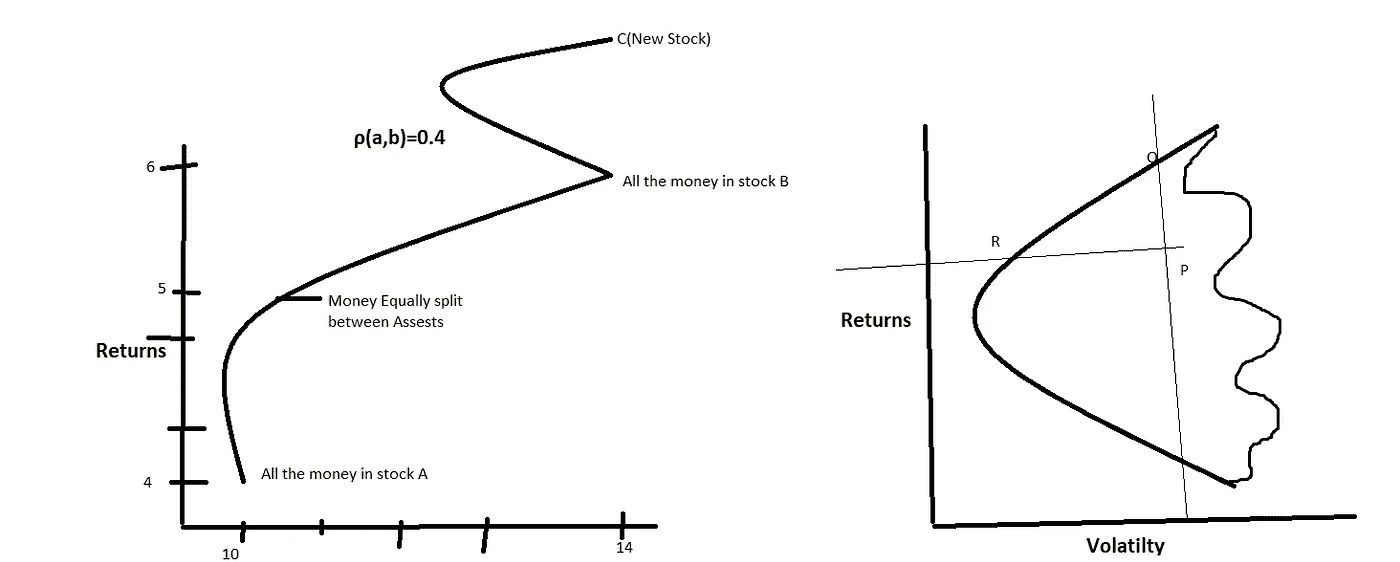 C(New Stock)
ρ(a,b)=0.4
6
All the money in stock B
5
Money Equally split
between Assests
Returns
All the money in stock A
4
10
14
Q
R
P
Returns
Volatilty